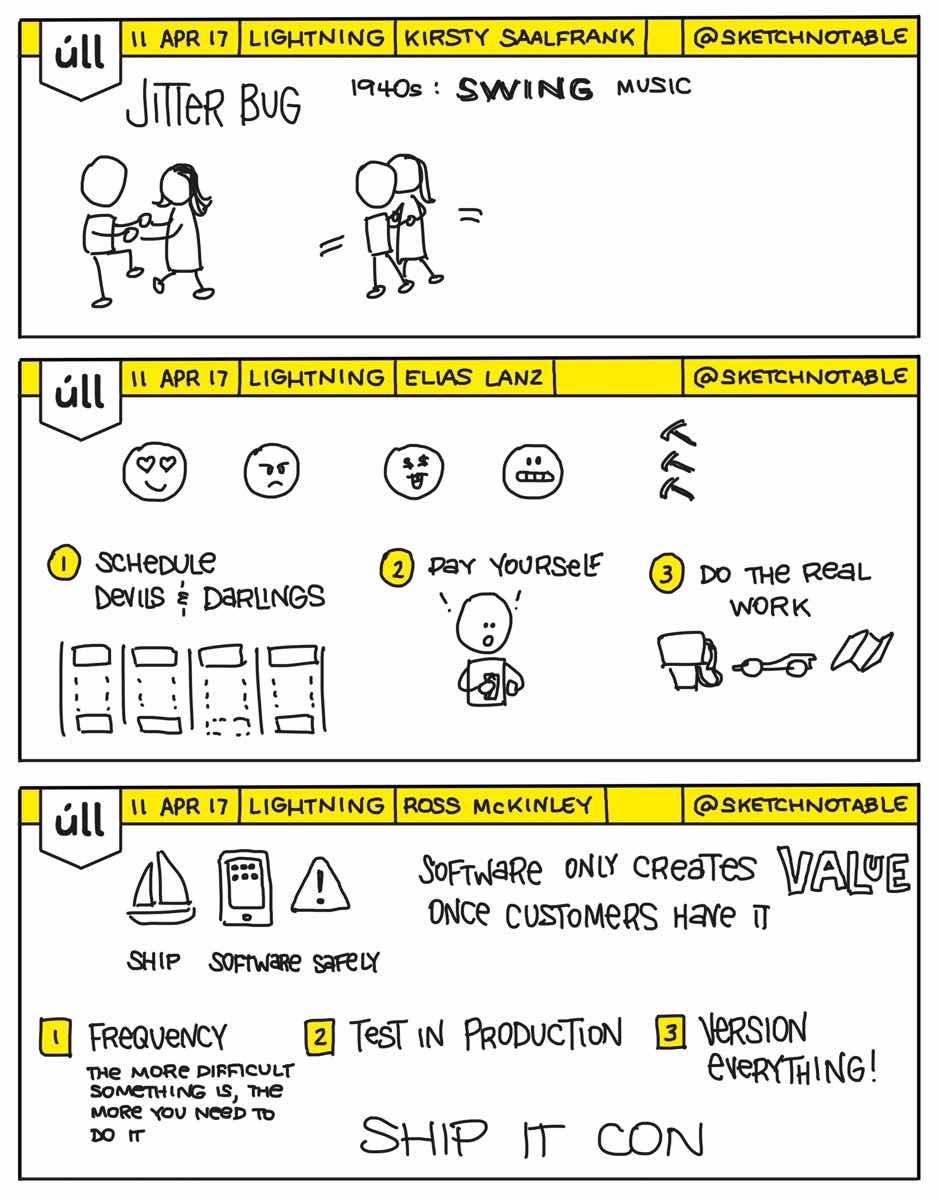 úll
11 APR 17 LIGHTNING KIRSTY SAALFRANK @SKETCHNOTABLE
JITTER BUG
1940s: SWING MUSIC
úll
11 APR 17 LIGHTNING ELIAS LANZ @SKETCHNOTABLE
$ $
1 SCHEDULE
DEVILS & DARLINGS
2 PAY YOURSELF
3 DO THE REAL
WORK
úll
11 APR 17 LIGHTNING ROSS McKINLEY @SKETCHNOTABLE
!
SOFTWARE ONLY CREATES VALUE
ONCE CUSTOMERS HAVE IT
SHIP SOFTWARE SAFELY
1 FREQUENCY
THE MORE DIFFICULT
SOMETHING IS, THE
MORE YOU NEED TO
DO IT
2 TEST IN PRODUCTION
3 VERSION
EVERYTHING!
SHIP IT CON